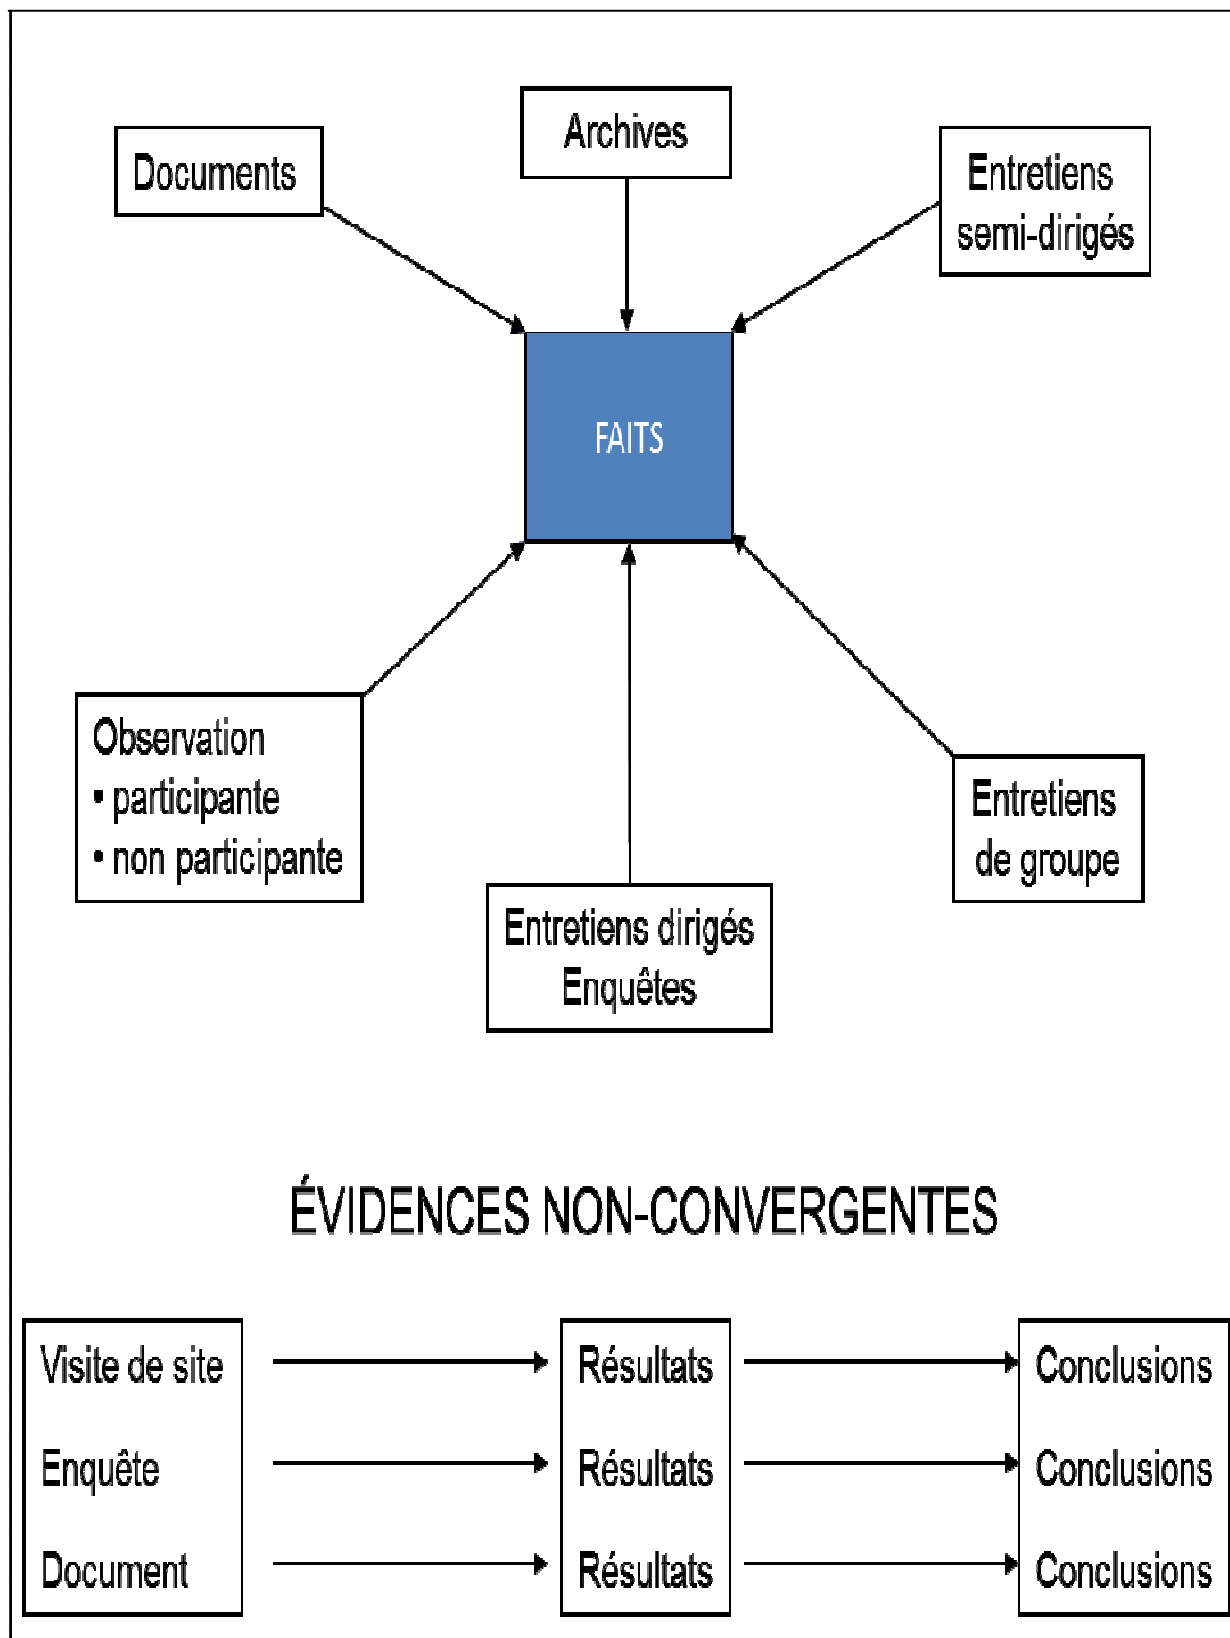 Archives
Documents
Entretiens
semi-dirigés
FAITS
Observation
• participante
• non participante
Entretiens
de groupe
Entretiens dirigés
Enquêtes
ÉVIDENCES NON-CONVERGENTES
Visite de site
Résultats
Conclusions
Enquête
Résultats
Conclusions
Document
Résultats
Conclusions